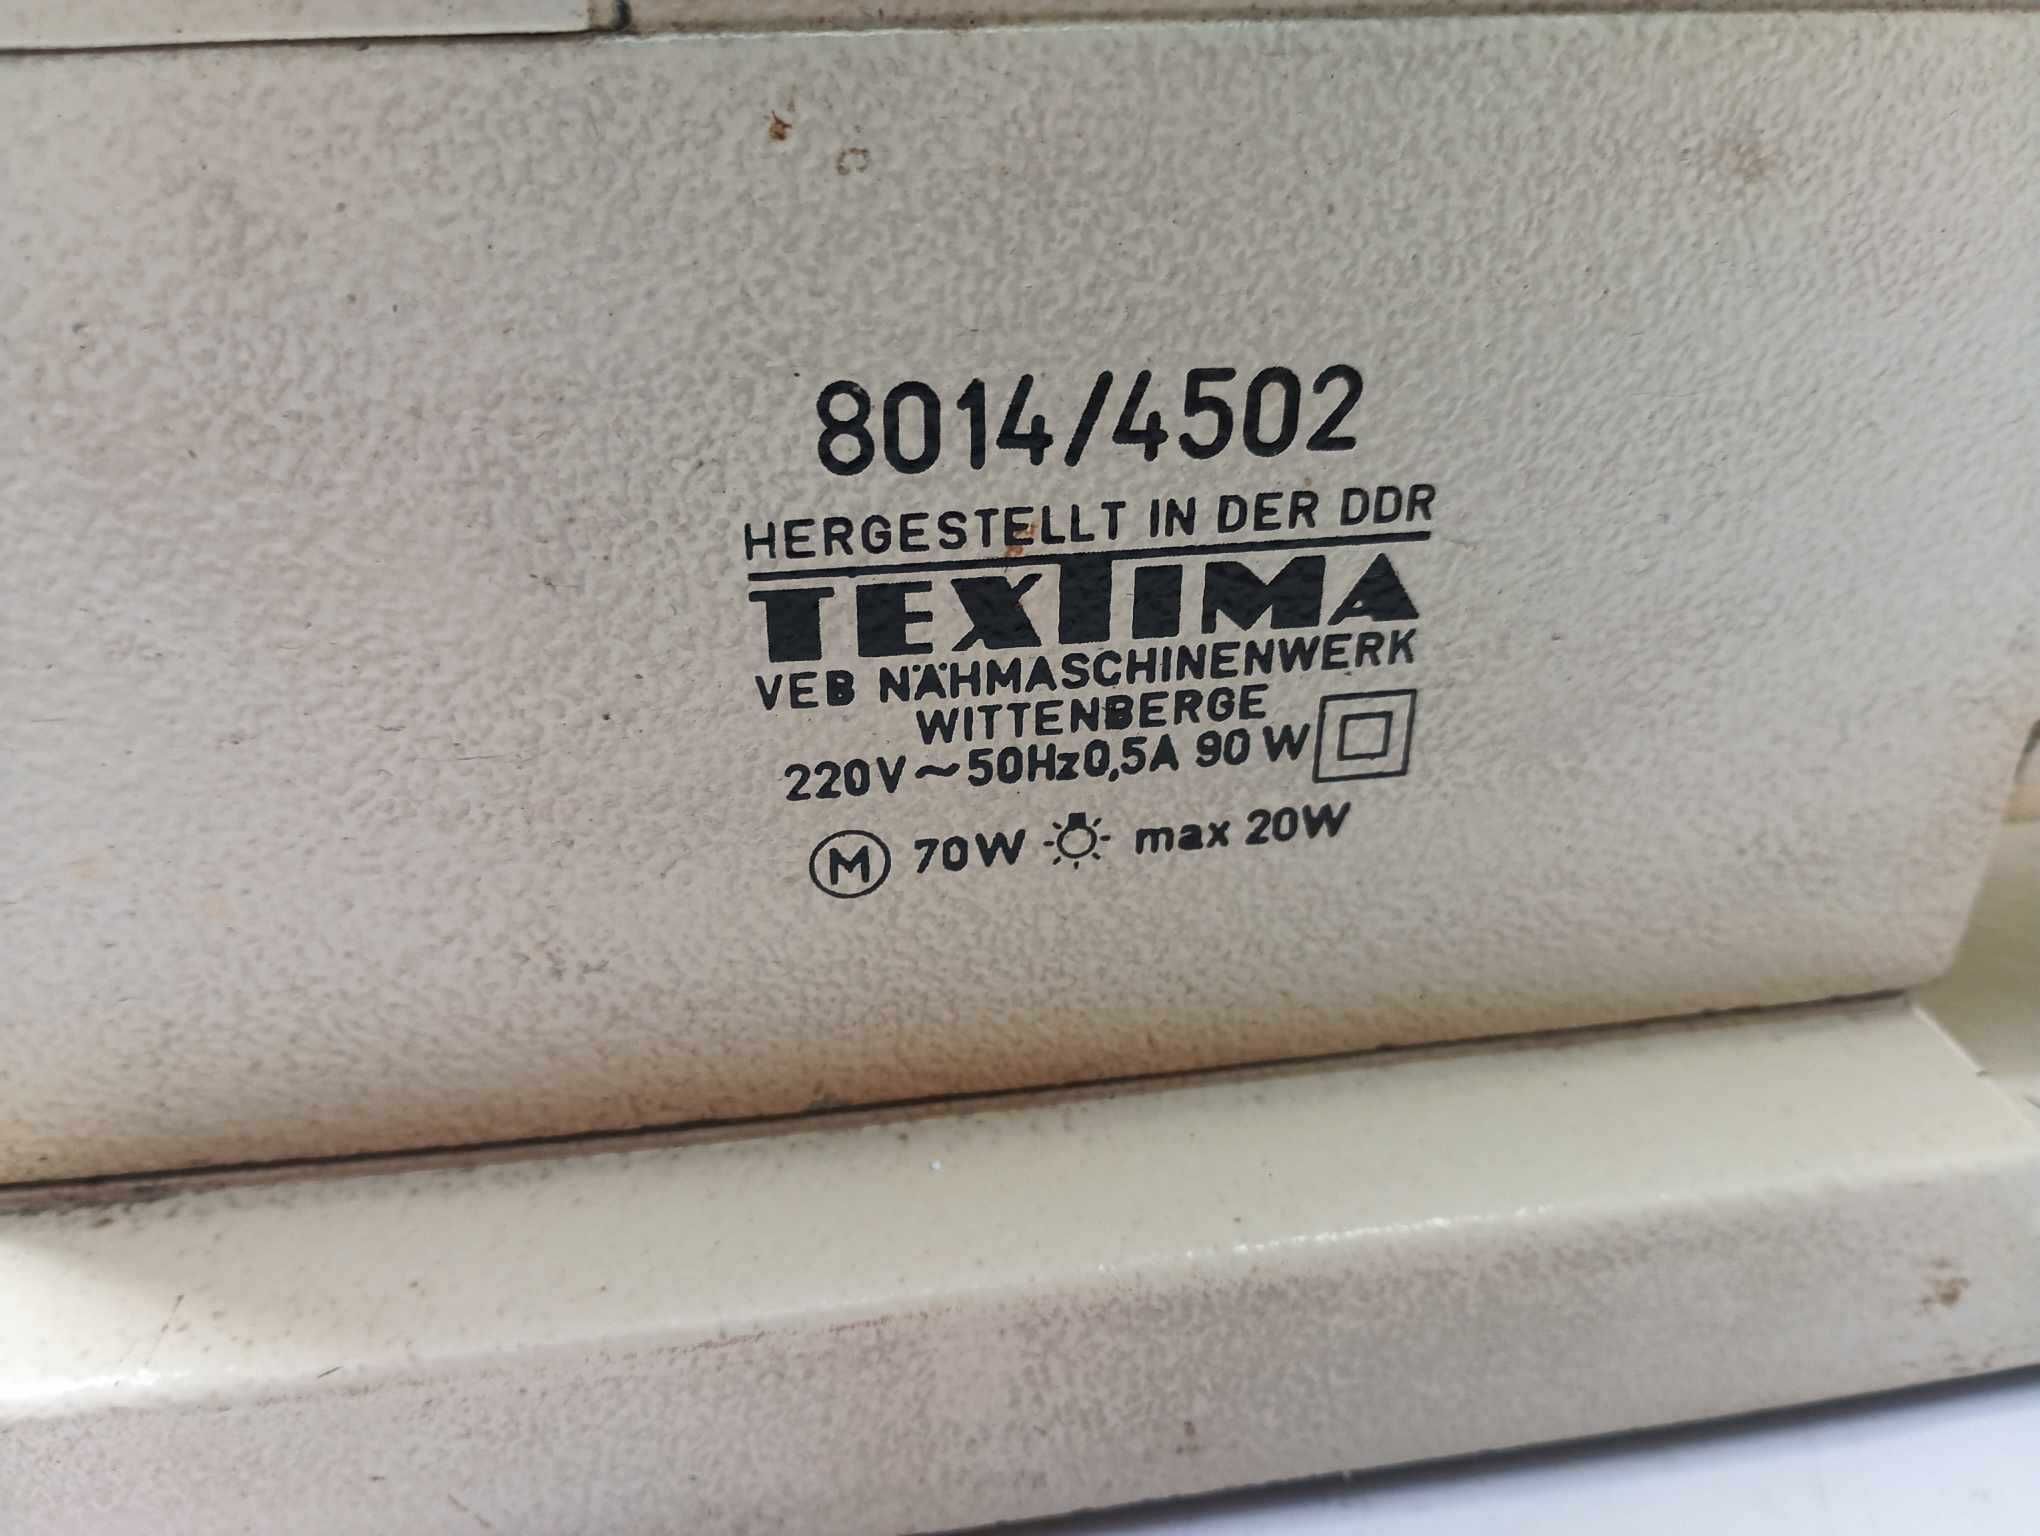 8014/4502
HERGESTELLT IN DER DDR
TEXTIMA
VEB NÄHMASCHINENWERK
WITTENBERGE
220V~50Hz0,5A 90 W
M 70W max 20W